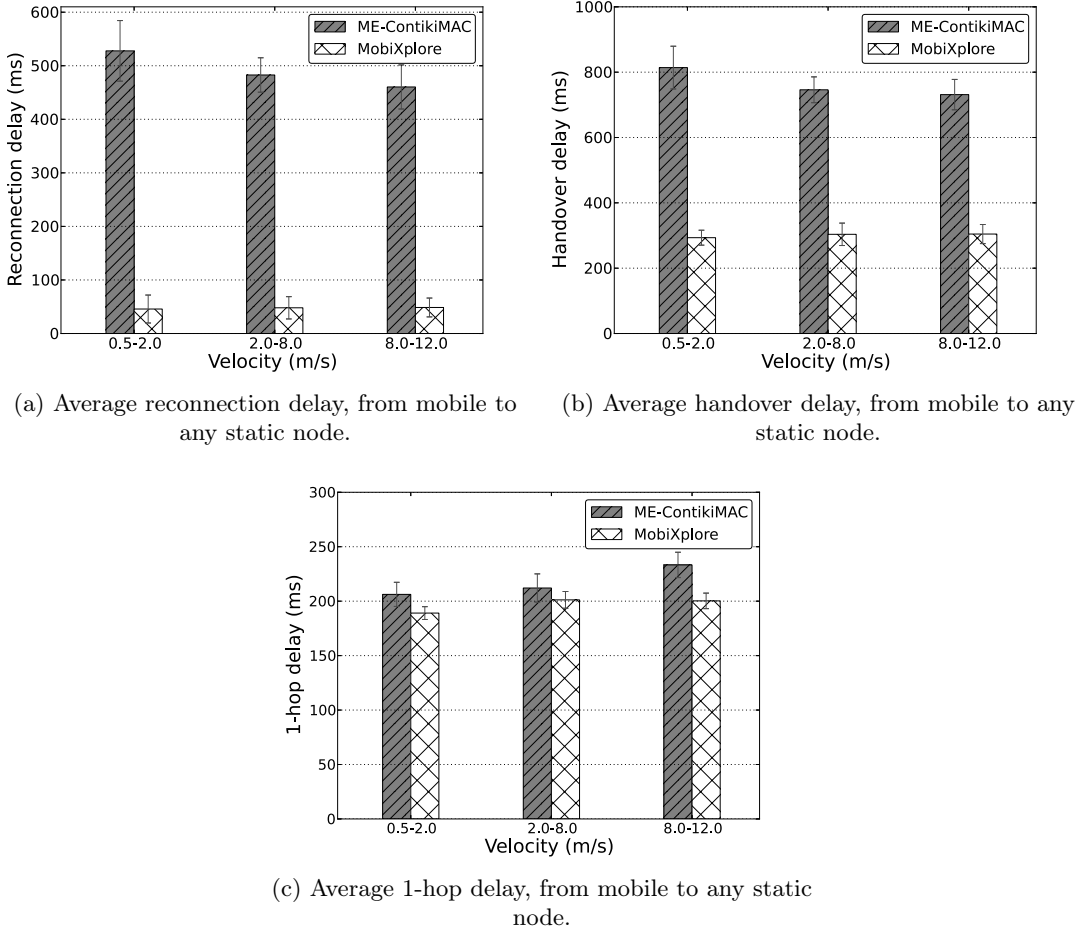 600
500
400
300
200
100
0
Reconnection delay (ms)
ME-ContikiMAC
MobiXplore
0.5-2.0 2.0-8.0 8.0-12.0
Velocity (m/s)
(a) Average reconnection delay, from mobile to
any static node.
1000
800
600
400
200
0
Handover delay (ms)
ME-ContikiMAC
MobiXplore
0.5-2.0 2.0-8.0 8.0-12.0
Velocity (m/s)
(b) Average handover delay, from mobile to any
static node.
300
250
200
150
100
50
0
1-hop delay (ms)
ME-ContikiMAC
MobiXplore
0.5-2.0 2.0-8.0 8.0-12.0
Velocity (m/s)
(c) Average 1-hop delay, from mobile to any static
node.